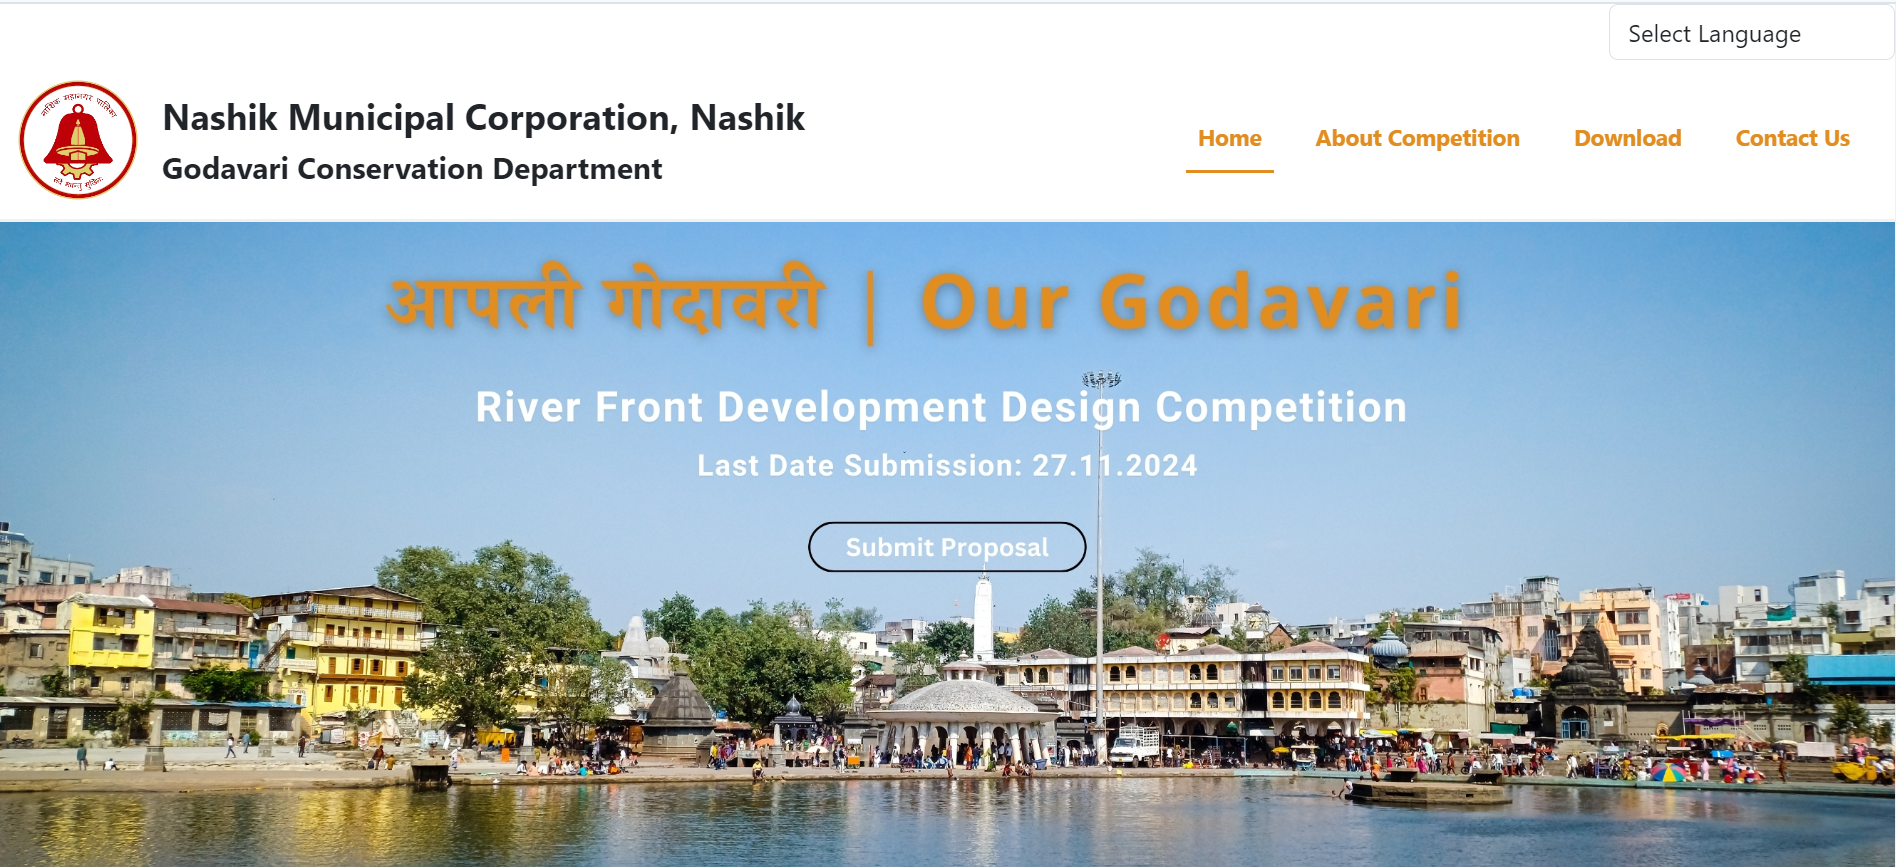 Select Language
नाशिक महानगर पालिका
Nashik Municipal Corporation, Nashik
Godavari Conservation Department
Home
About Competition
Download
Contact Us
आपली गोदावरी | Our Godavari
River Front Development Design Competition
Last Date Submission: 27.11.2024
Submit Proposal